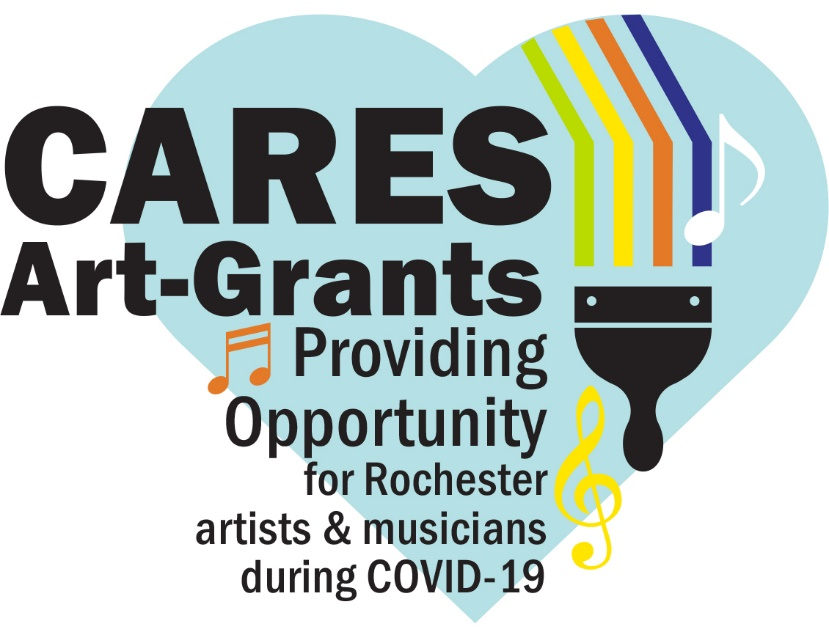 CARES
Art-Grants
Providing
Opportunity
for Rochester
artists & musicians
during COVID-19